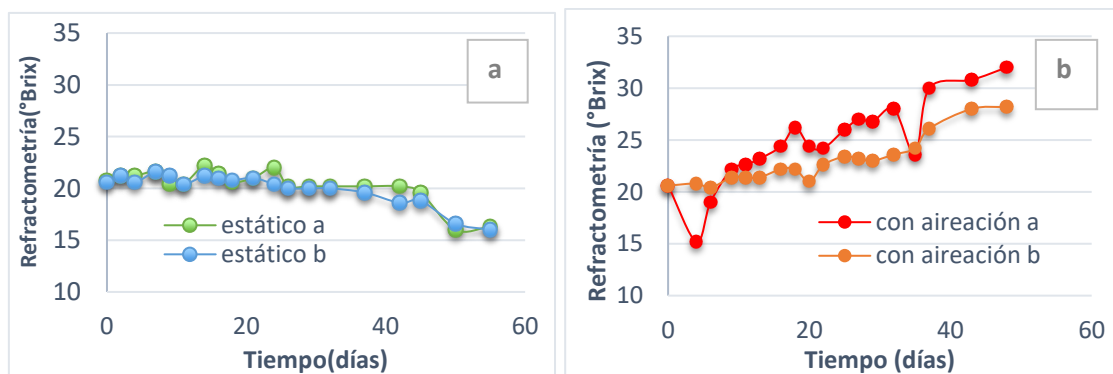 35
30
25
20
15
10
0
20
40
60
Refractometría(°Brix)
Tiempo(días)
a
estático a
estático b
35
30
25
20
15
10
0
20
40
60
Refractometría (°Brix)
Tiempo (días)
b
con aireación a
con aireación b